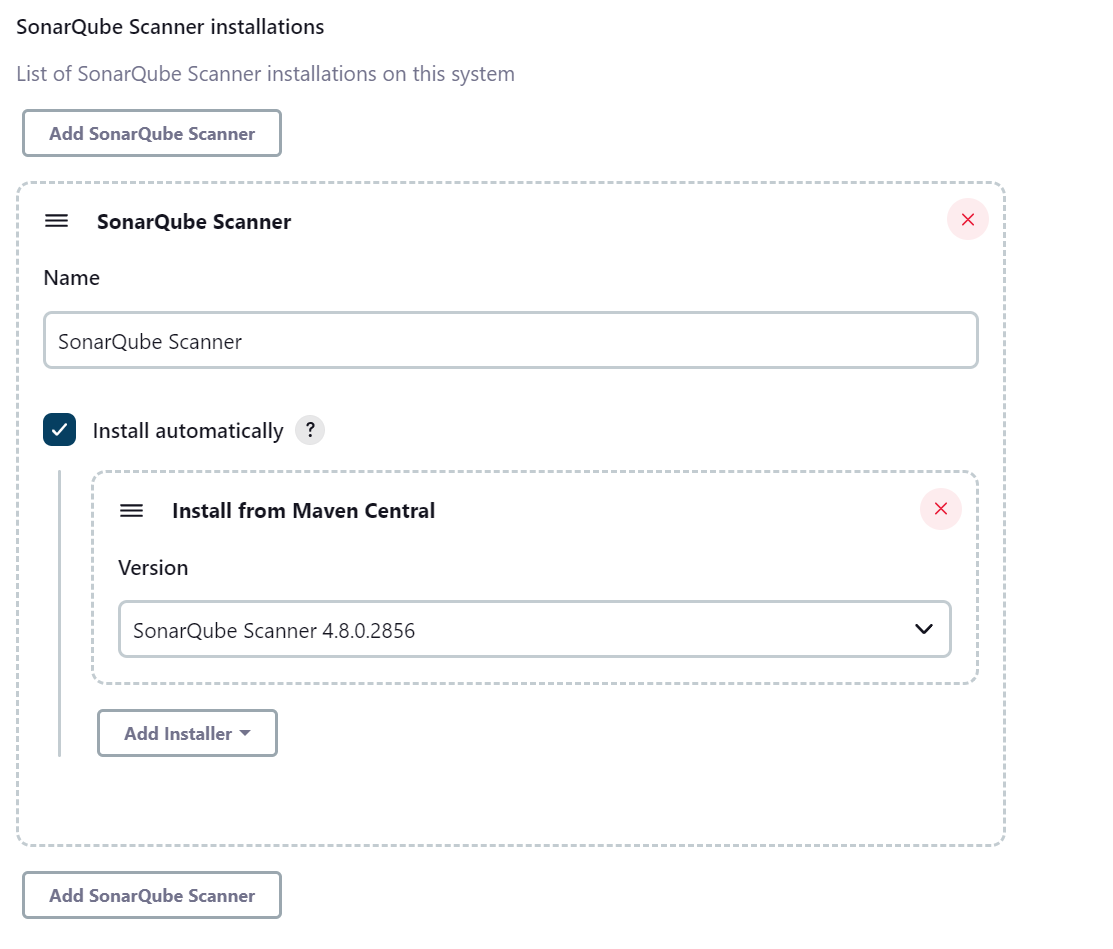 SonarQube Scanner installations
List of SonarQube Scanner installations on this system
Add SonarQube Scanner
SonarQube Scanner
Name
SonarQube Scanner
Install automatically ?
Install from Maven Central
Version
SonarQube Scanner 4.8.0.2856
Add Installer
Add SonarQube Scanner